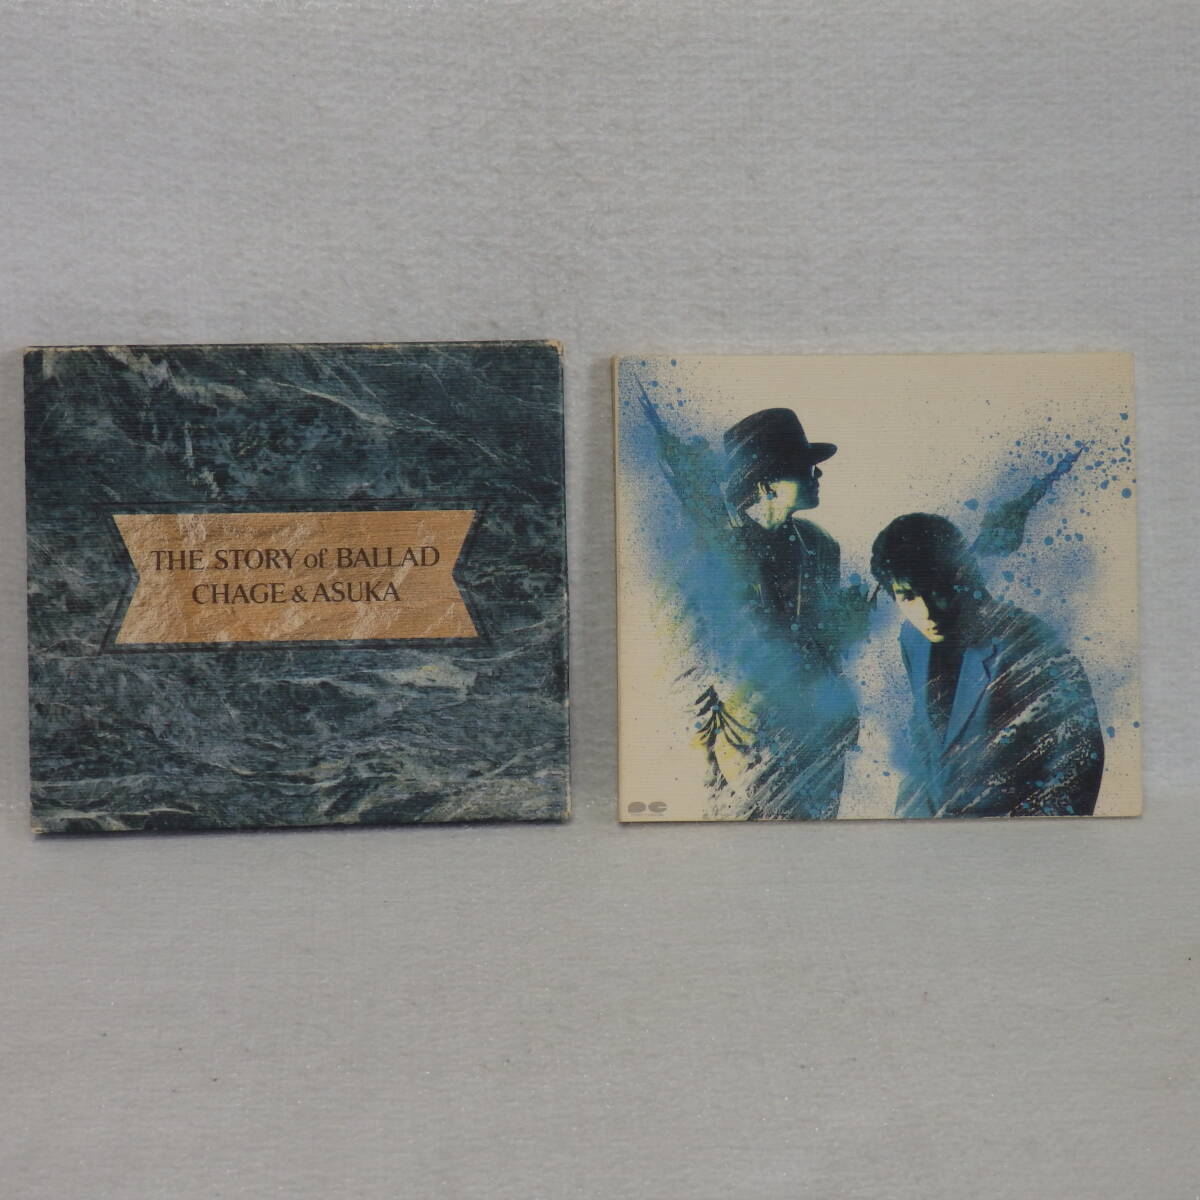 THE STORY of BALLAD
CHAGE & ASUKA